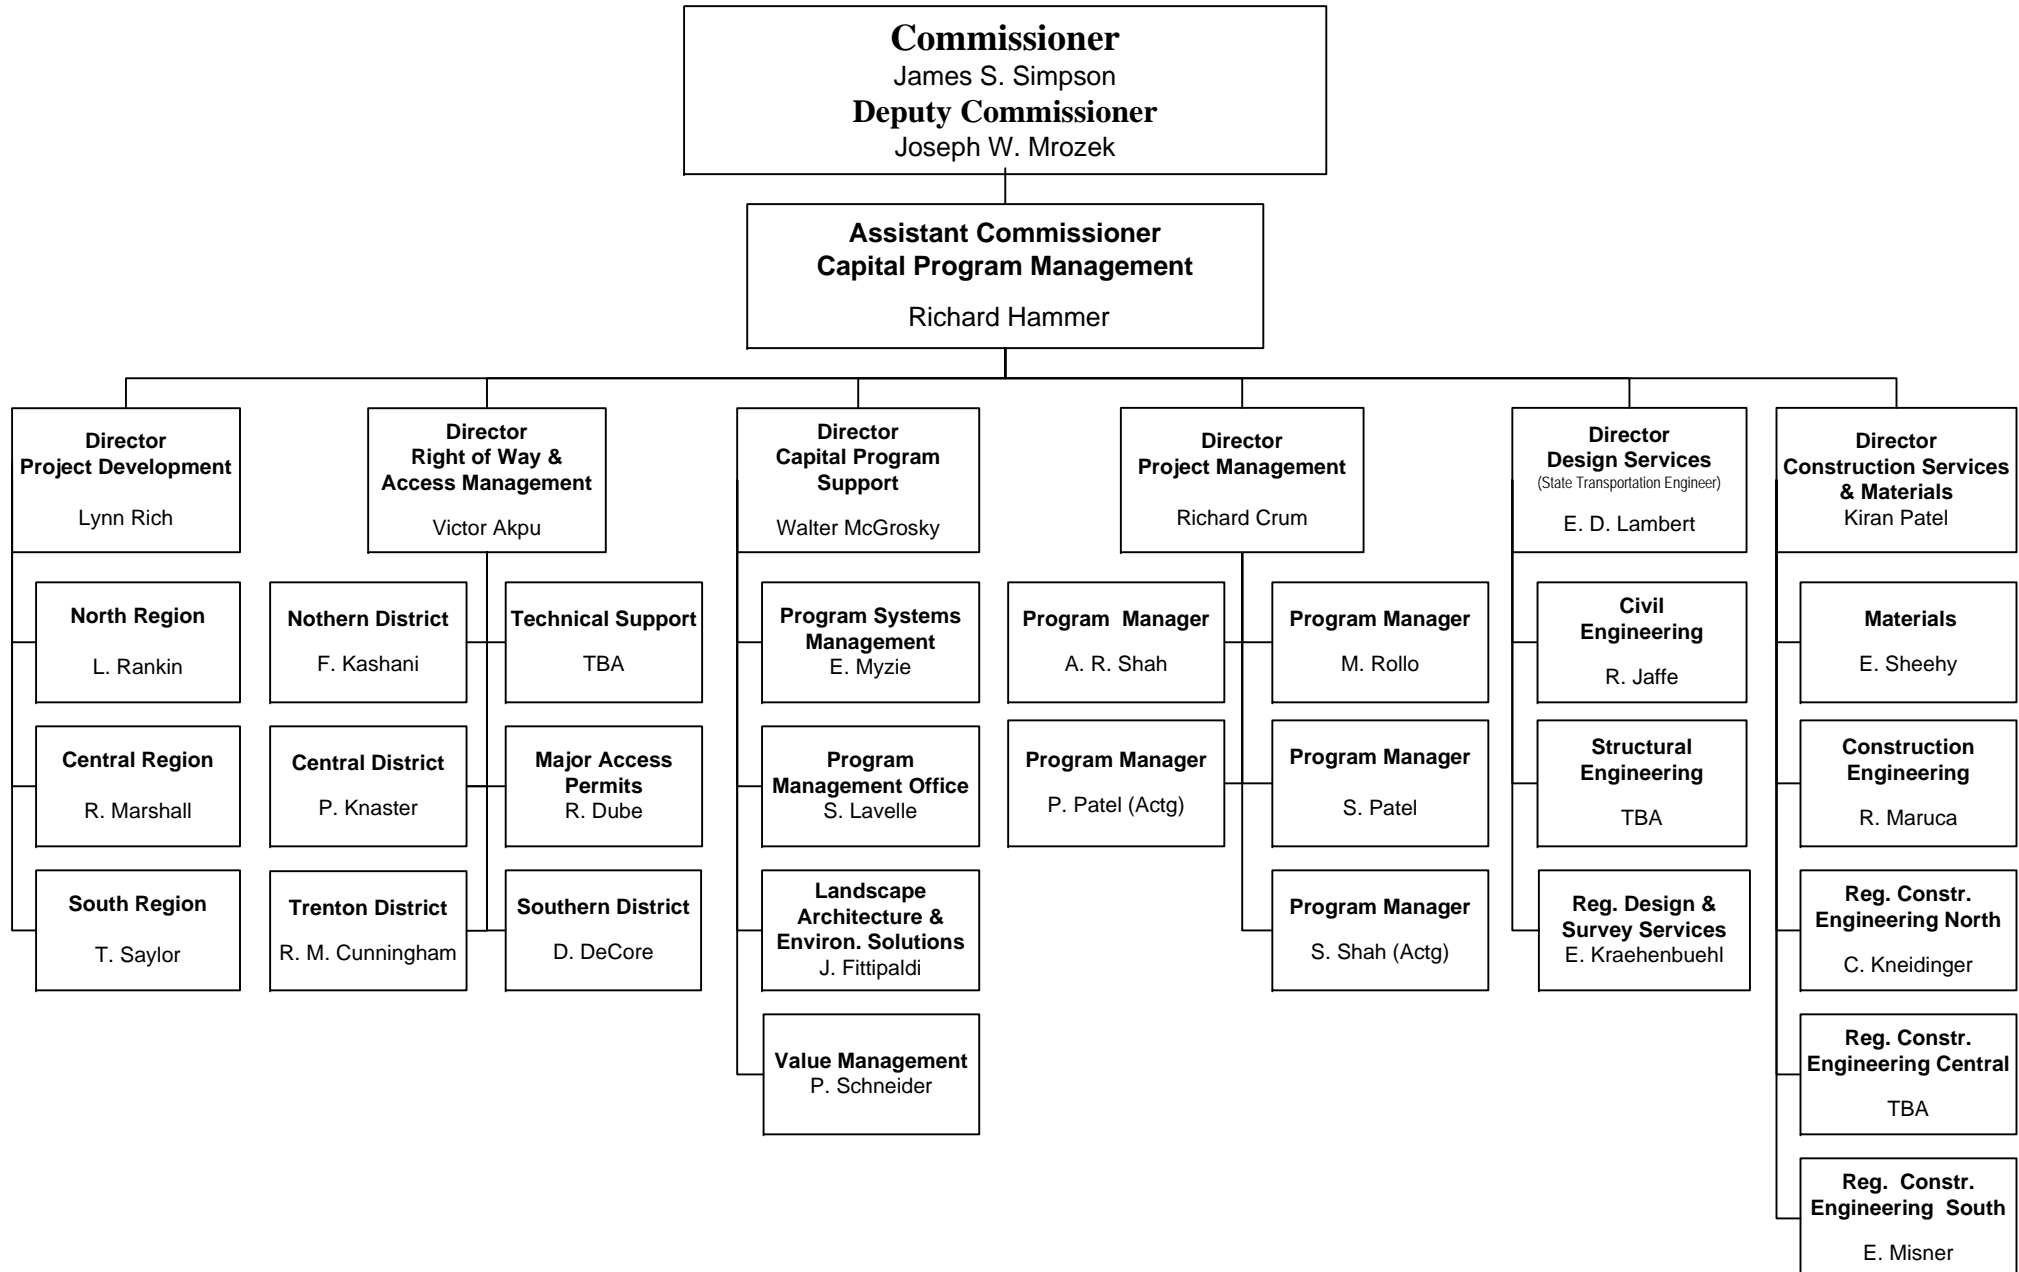 Commissioner
James S. Simpson
Deputy Commissioner
Joseph W. Mrozek
Assistant Commissioner
Capital Program Management
Richard Hammer
Director
Project Development
Lynn Rich
North Region
L. Rankin
Central Region
R. Marshall
South Region
T. Saylor
Director
Right of Way &
Access Management
Victor Akpu
Nothern District
F. Kashani
Technical Support
TBA
Central District
P. Knaster
Major Access
Permits
R. Dube
Trenton District
R. M. Cunningham
Southern District
D. DeCore
Director
Capital Program
Support
Walter McGrosky
Program Systems
Management
E. Myzie
Program
Management Office
S. Lavelle
Landscape
Architecture &
Environ. Solutions
J. Fittipaldi
Value Management
P. Schneider
Director
Project Management
Richard Crum
Program  Manager
A. R. Shah
Program Manager
M. Rollo
Program Manager
P. Patel (Actg)
Program Manager
S. Patel
Program Manager
S. Shah (Actg)
Director
Design Services
(State Transportation Engineer)
E. D. Lambert
Civil
Engineering
R. Jaffe
Structural
Engineering
TBA
Reg. Design &
Survey Services
E. Kraehenbuehl
Director
Construction Services
& Materials
Kiran Patel
Materials
E. Sheehy
Construction
Engineering
R. Maruca
Reg. Constr.
Engineering North
C. Kneidinger
Reg. Constr.
Engineering Central
TBA
Reg.  Constr.
Engineering  South
E. Misner